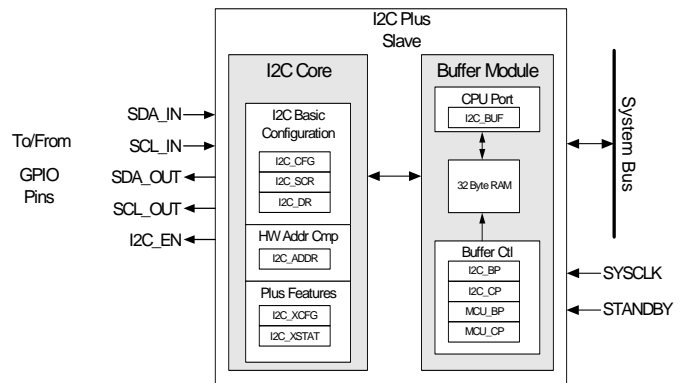 I2C Plus
Slave
I2C Core
Buffer Module
I2C Basic
Configuration
I2C_CFG
I2C_SCR
I2C_DR
HW Addr Cmp
I2C_ADDR
Plus Features
I2C_XCFG
I2C_XSTAT
CPU Port
I2C_BUF
32 Byte RAM
Buffer Ctl
I2C_BP
I2C_CP
MCU_BP
MCU_CP
To/From
GPIO
Pins
SDA_IN
SCL_IN
SDA_OUT
SCL_OUT
I2C_EN
System Bus
SYSCLK
STANDBY